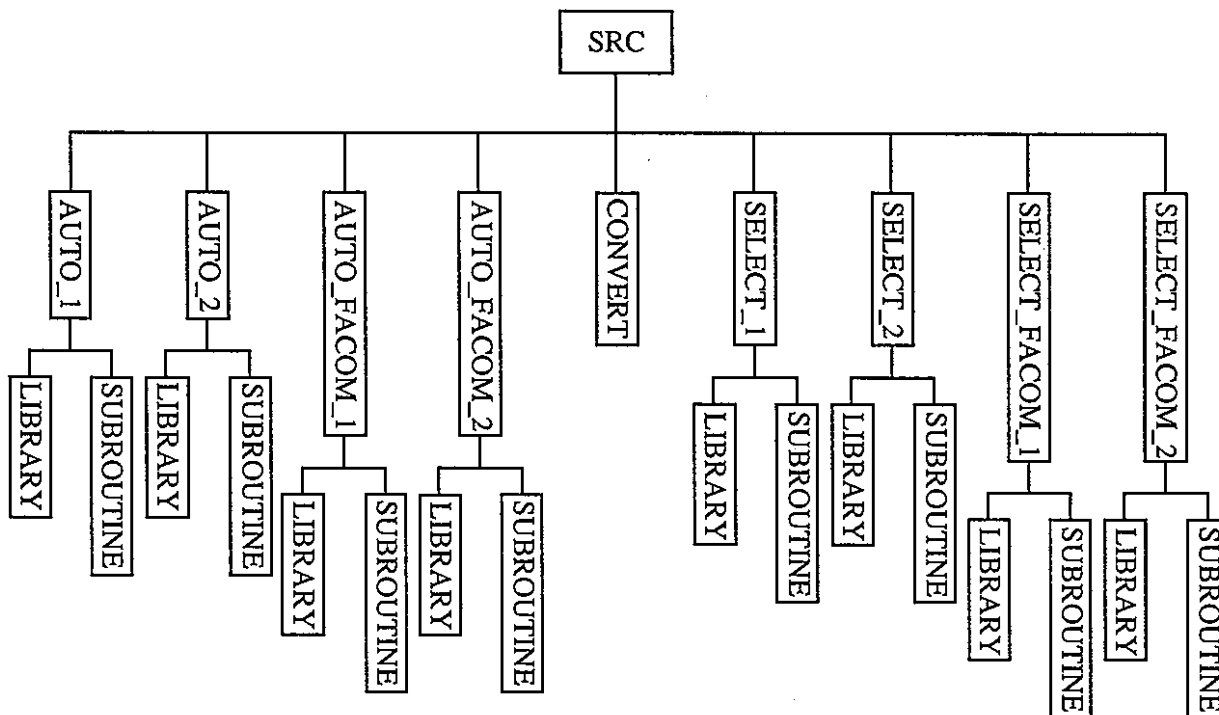 SRC
AUTO_1
AUTO_2
AUTO_FACOM_1
AUTO_FACOM_2
CONVERT
SELECT_1
SELECT_2
SELECT_FACOM_1
SELECT_FACOM_2
LIBRARY
SUBROUTINE
LIBRARY
SUBROUTINE
LIBRARY
SUBROUTINE
LIBRARY
SUBROUTINE
LIBRARY
SUBROUTINE
LIBRARY
SUBROUTINE
LIBRARY
SUBROUTINE
LIBRARY
SUBROUTINE